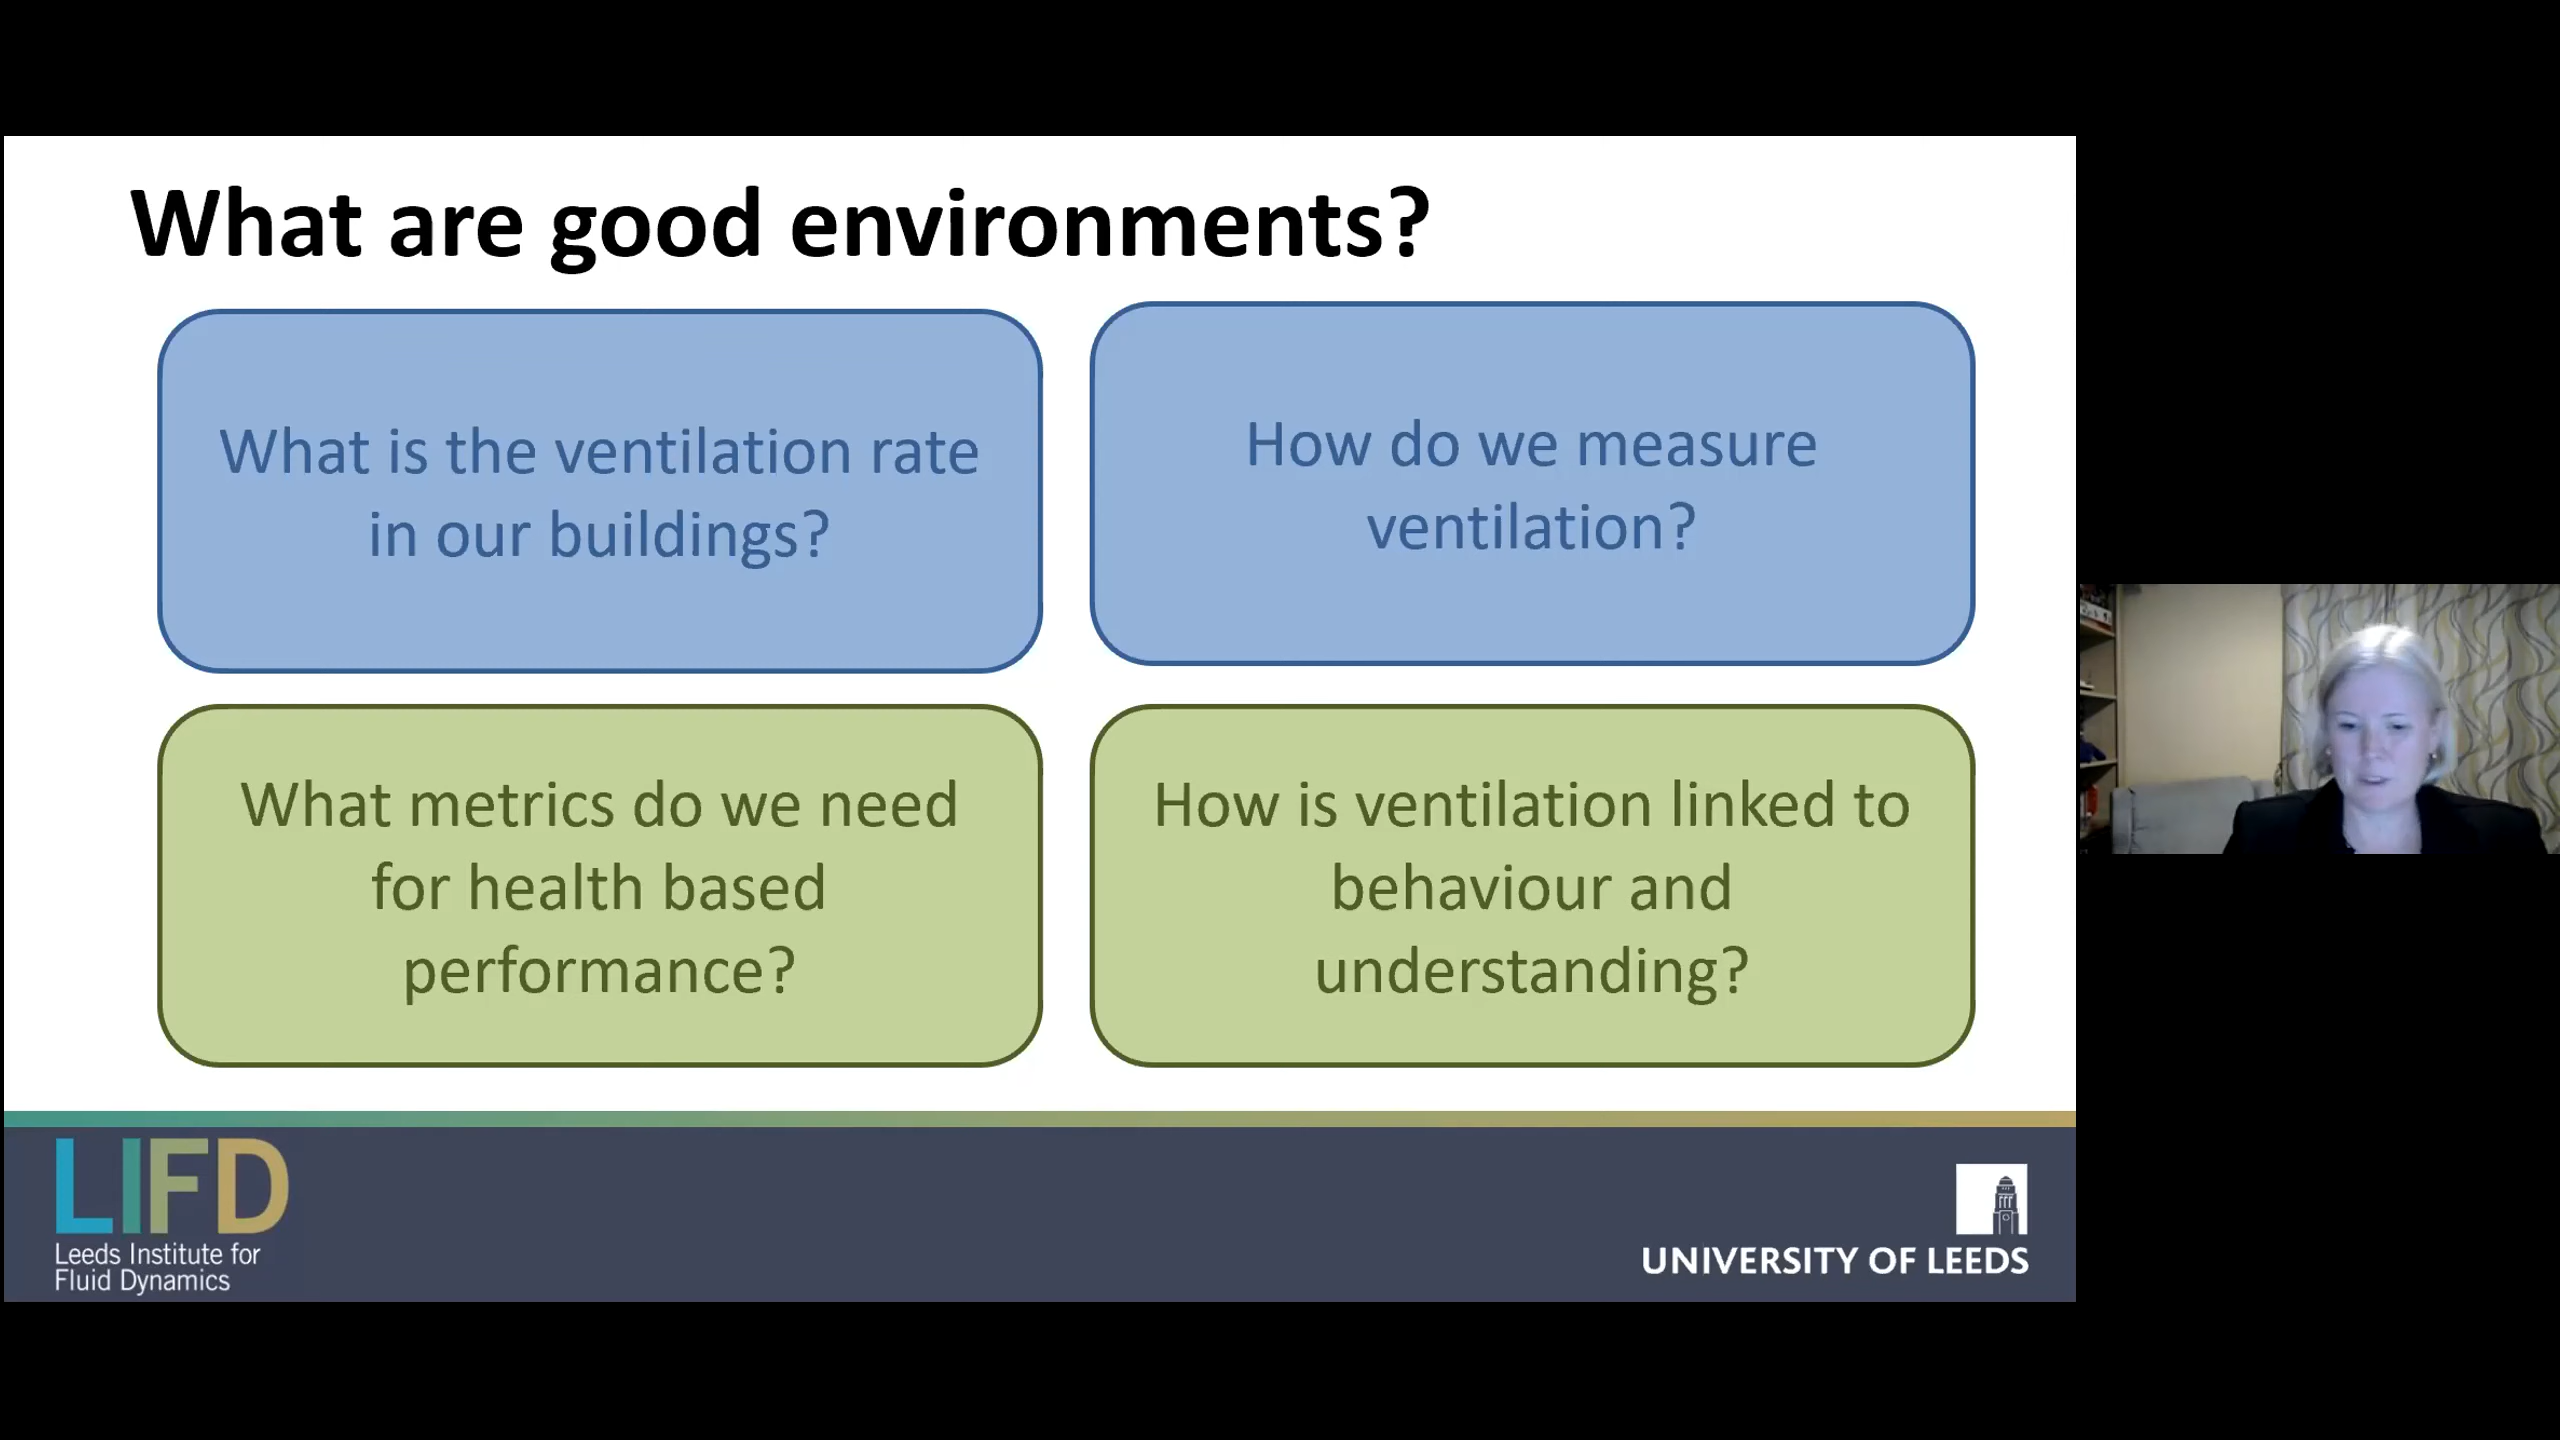 What are good environments?
What is the ventilation rate
in our buildings?
How do we measure
ventilation?
What metrics do we need
for health based
performance?
How is ventilation linked to
behaviour and
understanding?
LIFD
Leeds Institute for
Fluid Dynamics
UNIVERSITY OF LEEDS